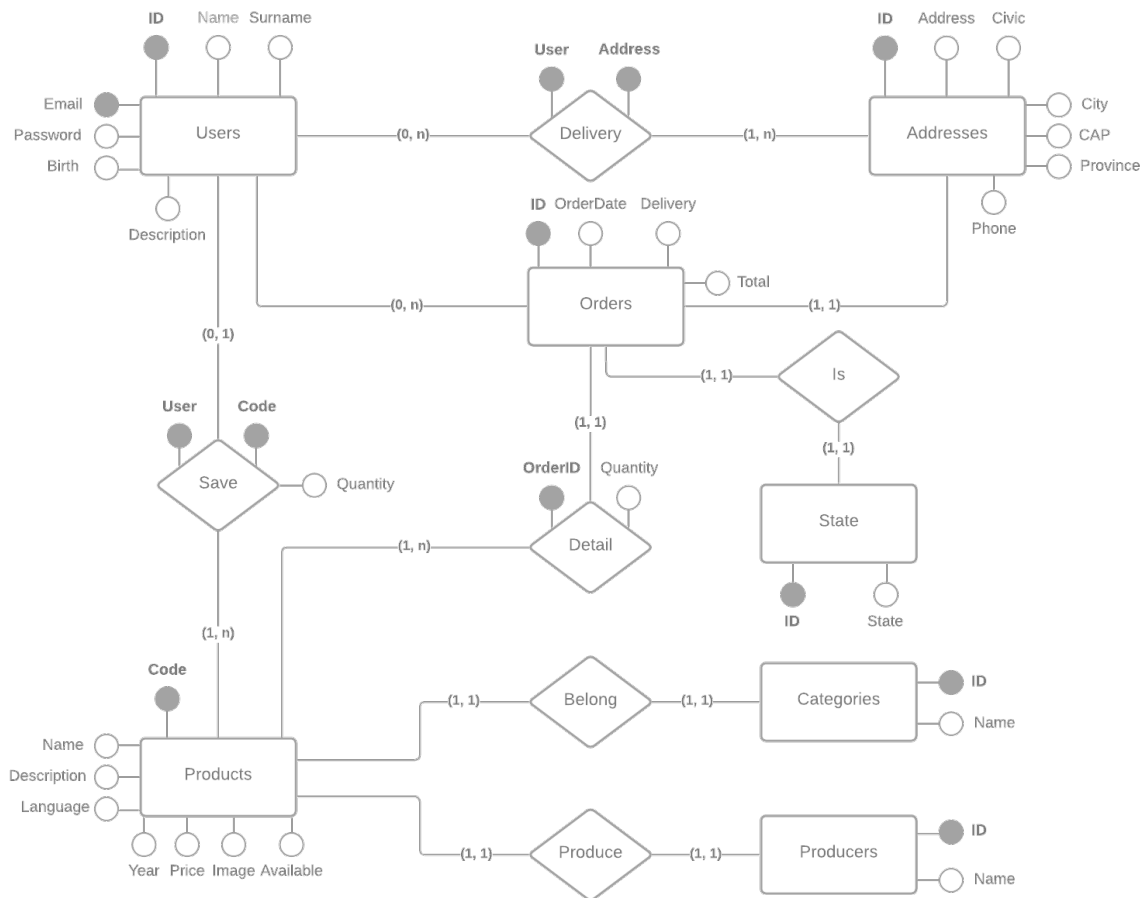 ID Name Surname
User Address
ID Address Civic
Email
Password
Birth
Users
(0, n)
Delivery
(1, n)
Addresses
City
CAP
Province
Description
Phone
ID OrderDate Delivery
Total
(0, n)
Orders
(1, 1)
(0, 1)
(1, 1)
Is
User Code
(1, 1)
(1, 1)
Save
Quantity
OrderID Quantity
State
(1, n)
Detail
ID State
(1, n)
Code
(1, 1)
Belong
(1, 1)
Categories
ID
Name
Name
Description
Language
Products
Year Price Image Available
(1, 1)
Produce
(1, 1)
Producers
ID
Name